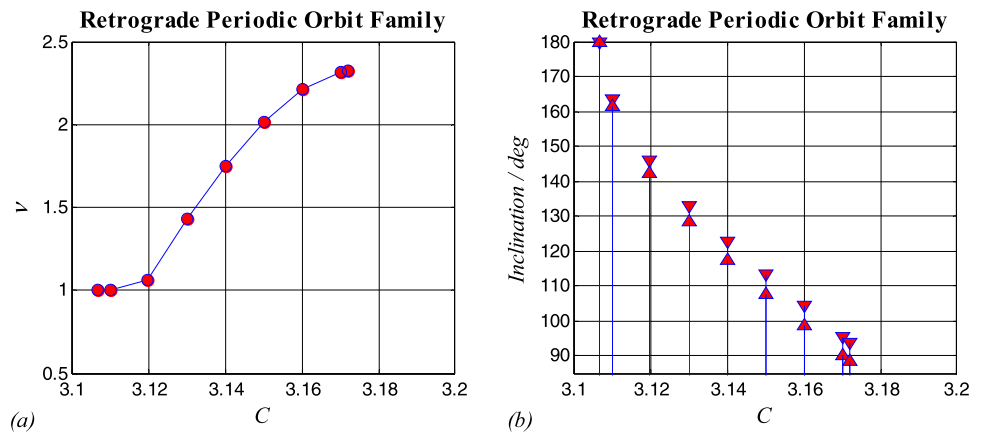 Retrograde Periodic Orbit Family
2.5
2
1.5
1
0.5
ν
3.1 3.12 3.14 3.16 3.18 3.2
C
(a)
Retrograde Periodic Orbit Family
180
170
160
150
140
130
120
110
100
90
Inclination / deg
3.1 3.12 3.14 3.16 3.18 3.2
C
(b)